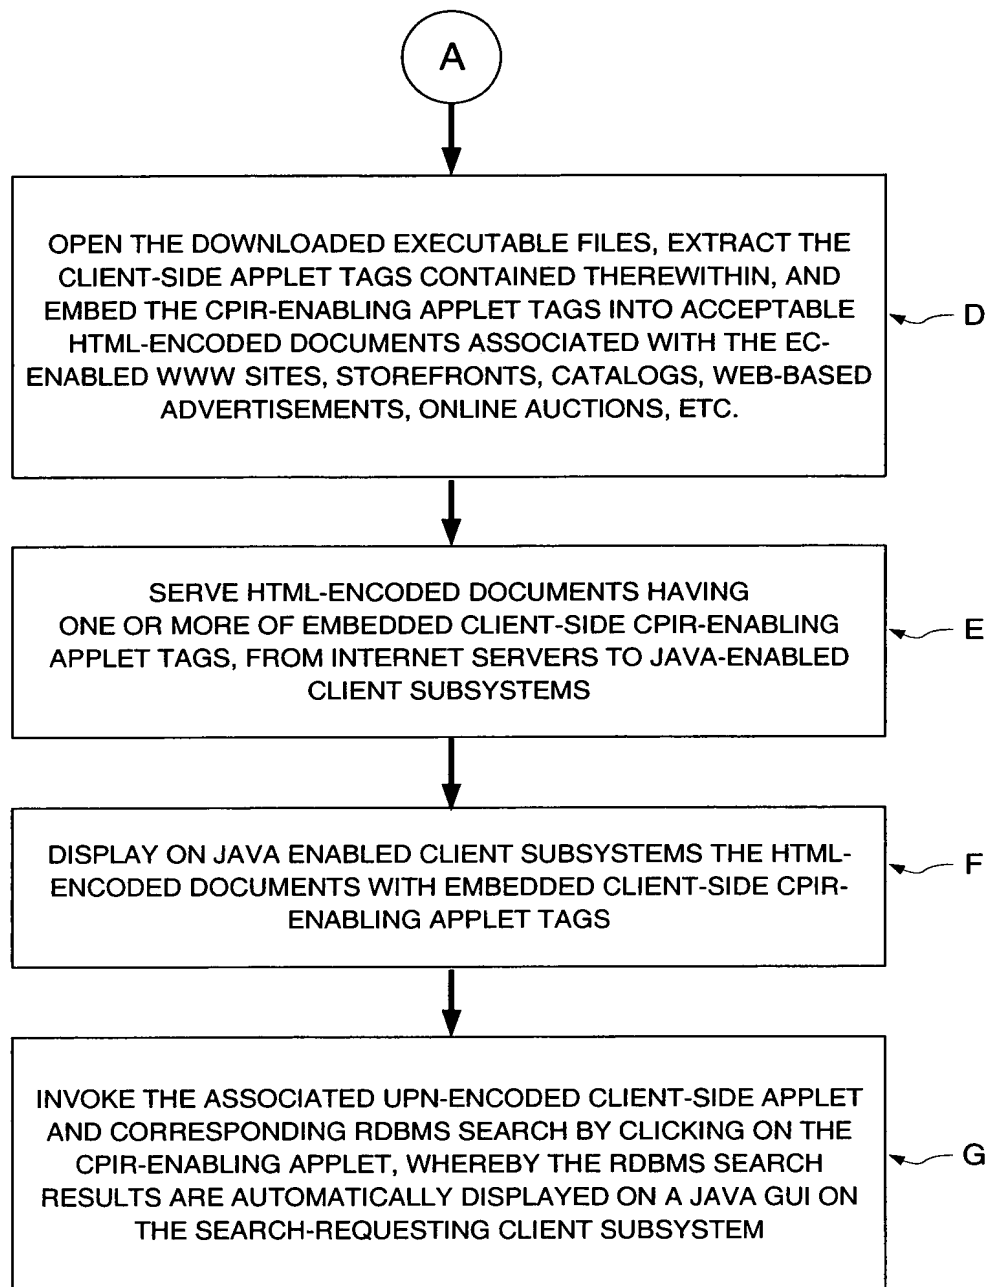 A
OPEN THE DOWNLOADED EXECUTABLE FILES, EXTRACT THE
CLIENT-SIDE APPLET TAGS CONTAINED THEREWITHIN, AND
EMBED THE CPIR-ENABLING APPLET TAGS INTO ACCEPTABLE
HTML-ENCODED DOCUMENTS ASSOCIATED WITH THE EC-
ENABLED WWW SITES, STOREFRONTS, CATALOGS, WEB-BASED
ADVERTISEMENTS, ONLINE AUCTIONS, ETC.
D
SERVE HTML-ENCODED DOCUMENTS HAVING
ONE OR MORE OF EMBEDDED CLIENT-SIDE CPIR-ENABLING
APPLET TAGS, FROM INTERNET SERVERS TO JAVA-ENABLED
CLIENT SUBSYSTEMS
E
DISPLAY ON JAVA ENABLED CLIENT SUBSYSTEMS THE HTML-
ENCODED DOCUMENTS WITH EMBEDDED CLIENT-SIDE CPIR-
ENABLING APPLET TAGS
F
INVOKE THE ASSOCIATED UPN-ENCODED CLIENT-SIDE APPLET
AND CORRESPONDING RDBMS SEARCH BY CLICKING ON THE
CPIR-ENABLING APPLET, WHEREBY THE RDBMS SEARCH
RESULTS ARE AUTOMATICALLY DISPLAYED ON A JAVA GUI ON
THE SEARCH-REQUESTING CLIENT SUBSYSTEM
G